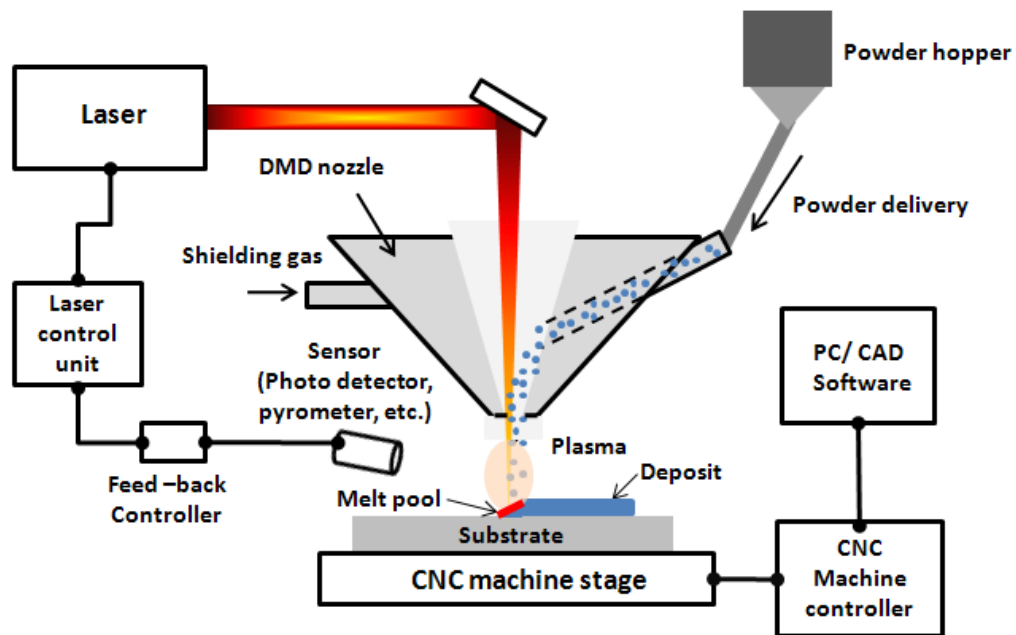 Powder hopper
Laser
DMD nozzle
Powder delivery
Shielding gas
Laser
control
unit
Sensor
(Photo detector,
pyrometer, etc.)
PC/ CAD
Software
Plasma
Deposit
Feed –back
Controller
Melt pool
Substrate
CNC machine stage
CNC
Machine
controller